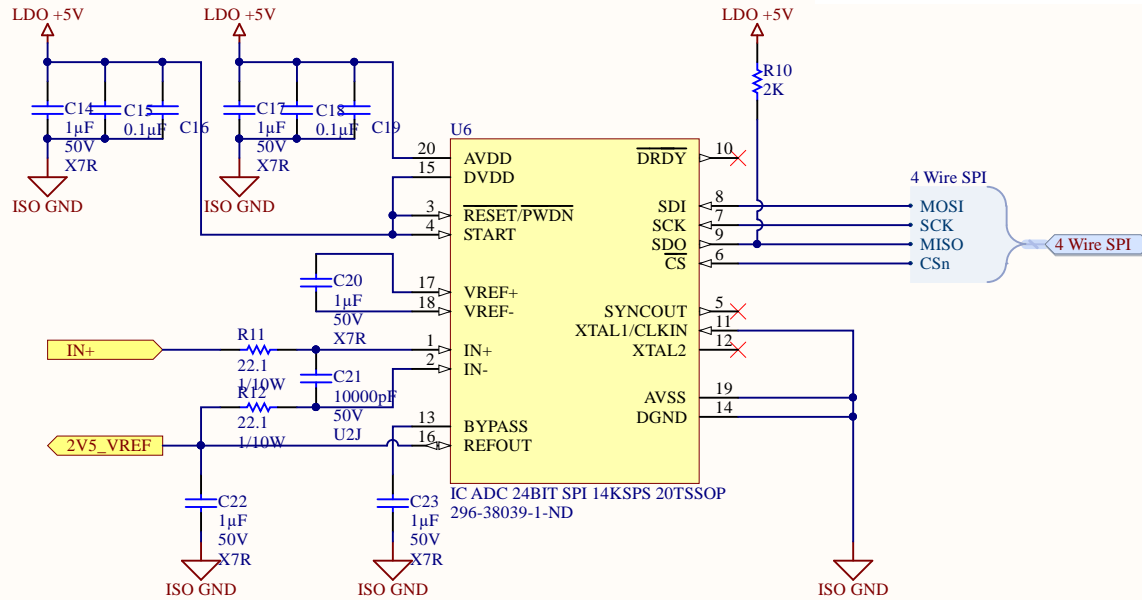 LDO +5V
LDO +5V
LDO +5V
R10
2K
C14
1µF
50V
X7R
C15
0.1µF
C16
C17
1µF
50V
X7R
C18
0.1µF
C19
ISO GND
ISO GND
U6
20 AVDD
15 DVDD
3 RESET/PWDN
4 START
17 VREF+
18 VREF-
1 IN+
2 IN-
13 BYPASS
16 REFOUT
DRDY 10
SDI 8
SCK 7
SDO 9
CS 6
SYNCOUT 5
XTAL1/CLKIN 11
XTAL2 12
AVSS 19
DGND 14
4 Wire SPI
MOSI
SCK
MISO
CSn
4 Wire SPI
C20
1µF
50V
X7R
IN+
R11
22.1
1/10W
R12
22.1
1/10W
C21
10000pF
50V
U2J
2V5_VREF
C22
1µF
50V
X7R
C23
1µF
50V
X7R
IC ADC 24BIT SPI 14KSPS 20TSSOP
296-38039-1-ND
ISO GND
ISO GND
ISO GND